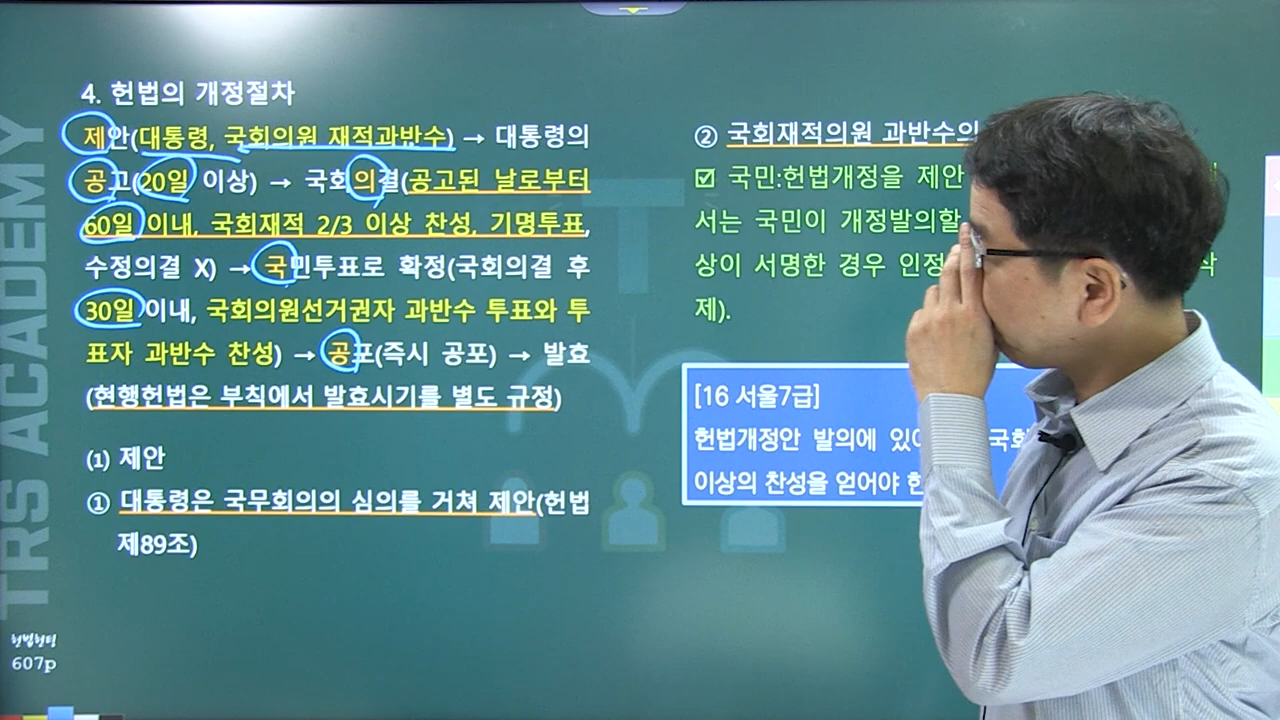 4. 헌법의 개정절차
제안(대통령, 국회의원 재적과반수) → 대통령의
공고(20일 이상) → 국회의결(공고된 날로부터
60일 이내, 국회재적 2/3 이상 찬성, 기명투표,
수정의결 X) → 국민투표로 확정(국회의결 후
30일 이내, 국회의원선거권자 과반수 투표와 투
표자 과반수 찬성) → 공포(즉시 공포) → 발효
(현행헌법은 부칙에서 발효시기를 별도 규정)
(1) 제안
① 대통령은 국무회의의 심의를 거쳐 제안(헌법
제89조)
② 국회재적의원 과반수의
☑ 국민:헌법개정을 제안
서는 국민이 개정발의할
상이 서명한 경우 인정
제).
[16 서울7급]
헌법개정안 발의에 국회
이상의 찬성을 얻어야
TRS ACADEMY
607p